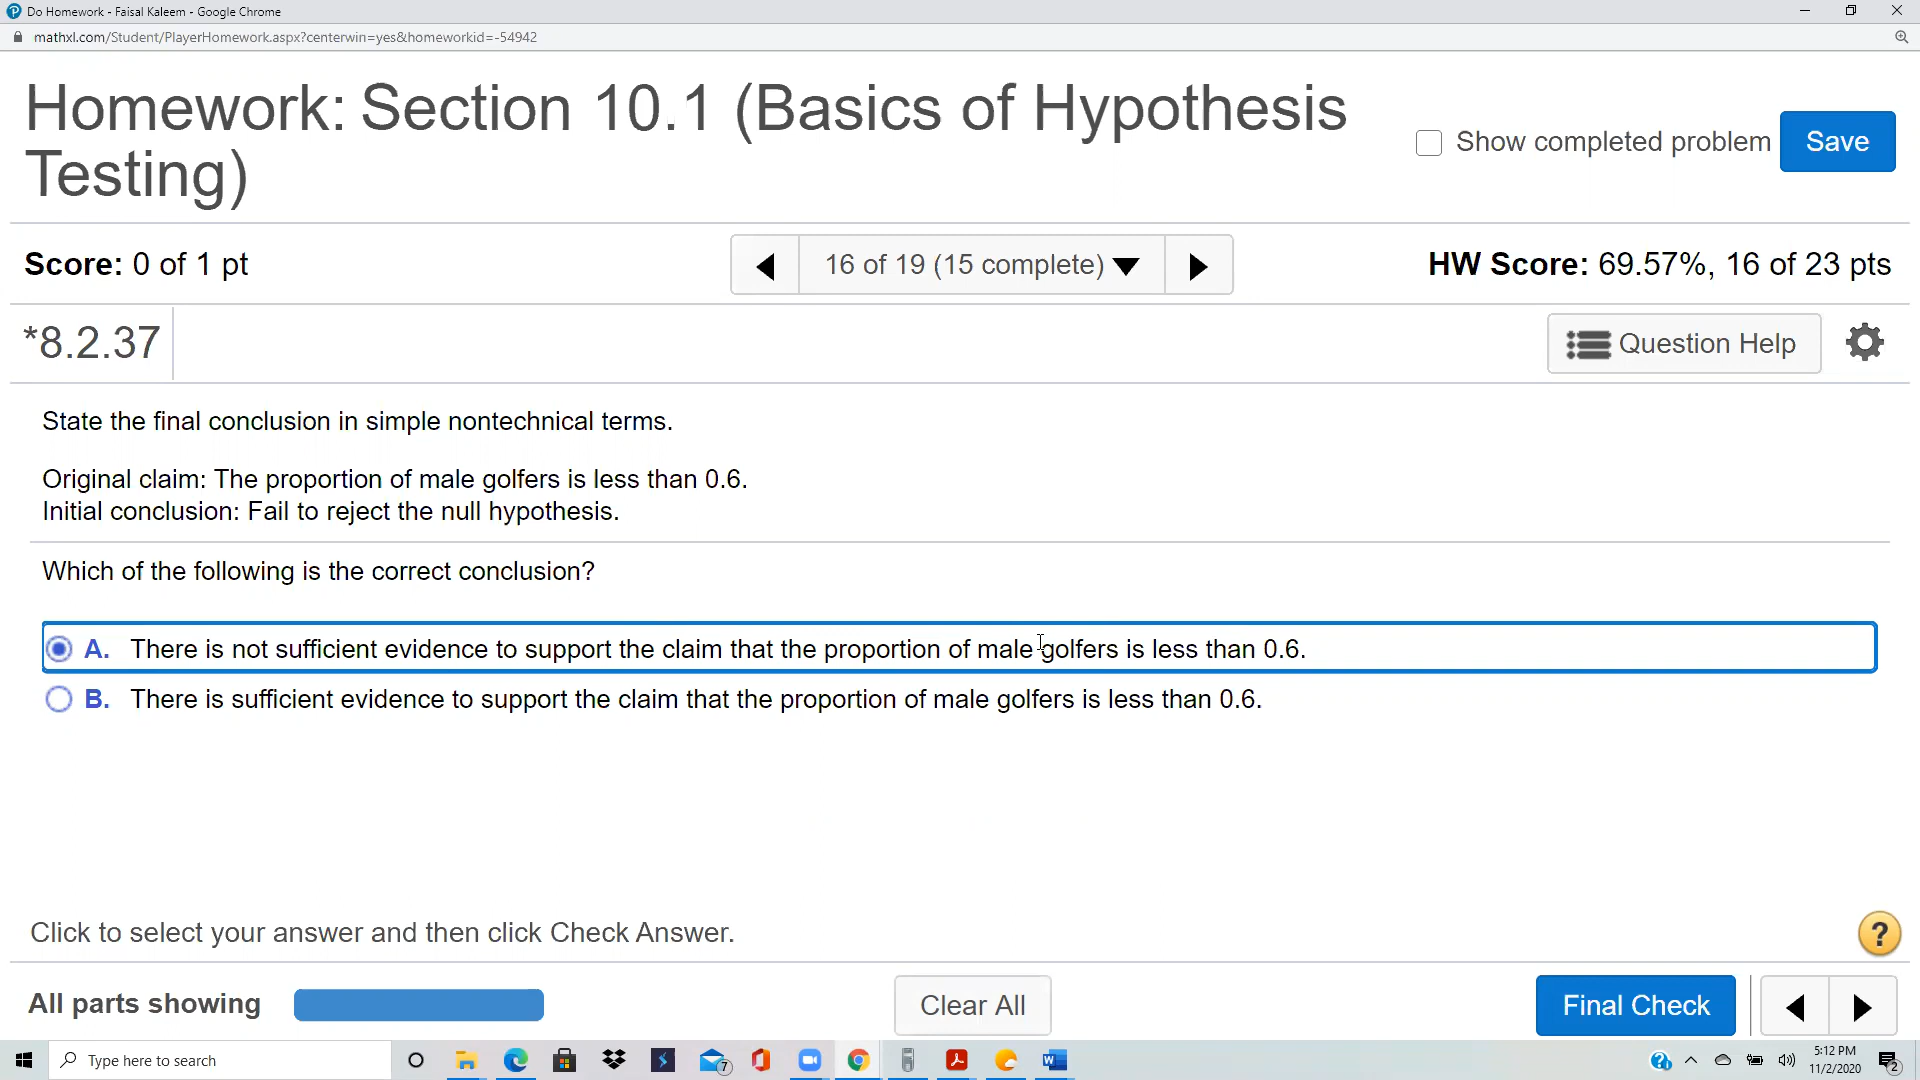 Do Homework - Faisal Kaleem - Google Chrome
mathxl.com/Student/PlayerHomework.aspx?centerwin=yes&homeworkid=-54942
Homework: Section 10.1 (Basics of Hypothesis
Testing)
Show completed problem
Save
Score: 0 of 1 pt
16 of 19 (15 complete)
HW Score: 69.57%, 16 of 23 pts
*8.2.37
Question Help
State the final conclusion in simple nontechnical terms.
Original claim: The proportion of male golfers is less than 0.6.
Initial conclusion: Fail to reject the null hypothesis.
Which of the following is the correct conclusion?
A. There is not sufficient evidence to support the claim that the proportion of male golfers is less than 0.6.
B. There is sufficient evidence to support the claim that the proportion of male golfers is less than 0.6.
Click to select your answer and then click Check Answer.
?
All parts showing
Clear All
Final Check
Type here to search
7
5:12 PM
11/2/2020
2